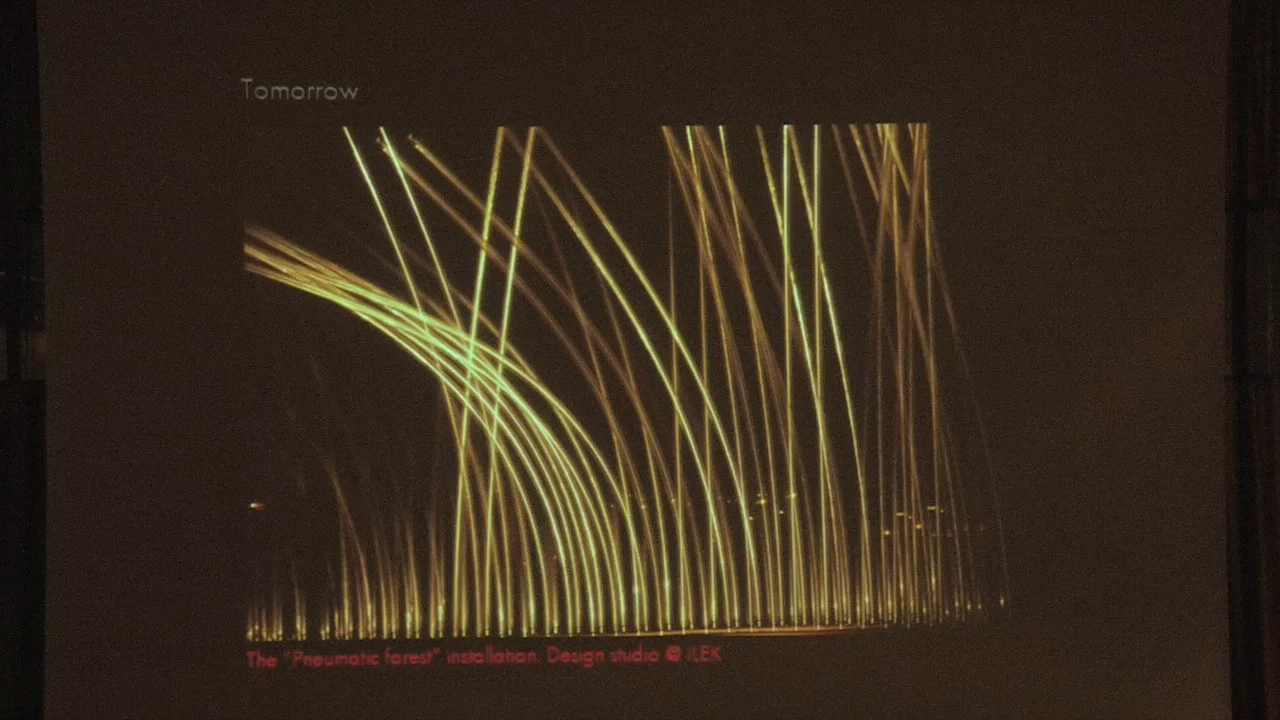 Tomorrow
The "Pneumatic forest" installation. Design studio @ ILEK